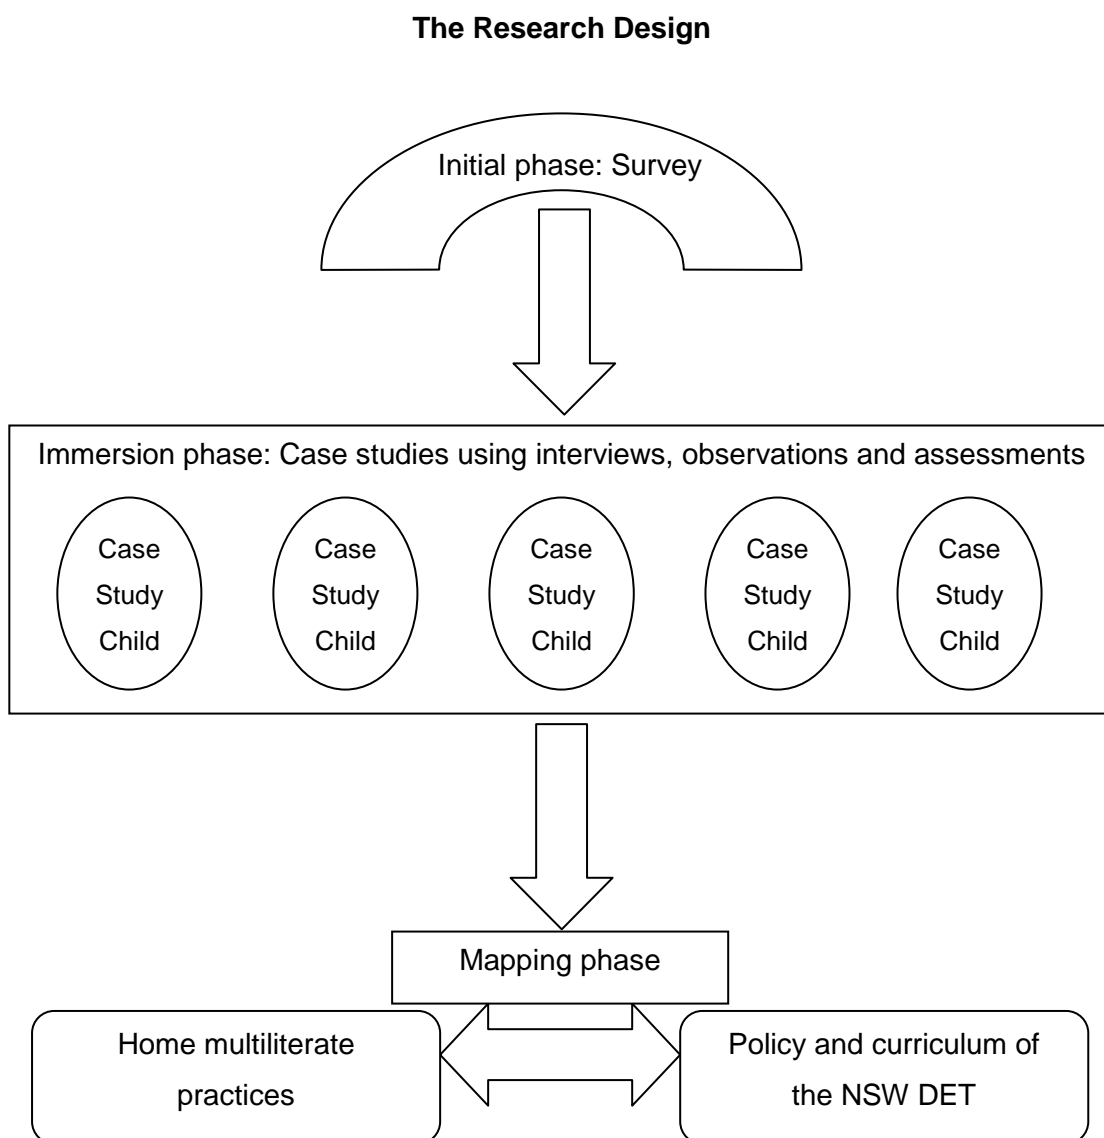 The Research Design
Initial phase: Survey
Immersion phase: Case studies using interviews, observations and assessments
Case
Study
Child
Case
Study
Child
Case
Study
Child
Case
Study
Child
Case
Study
Child
Mapping phase
Home multiliterate
practices
Policy and curriculum of
the NSW DET